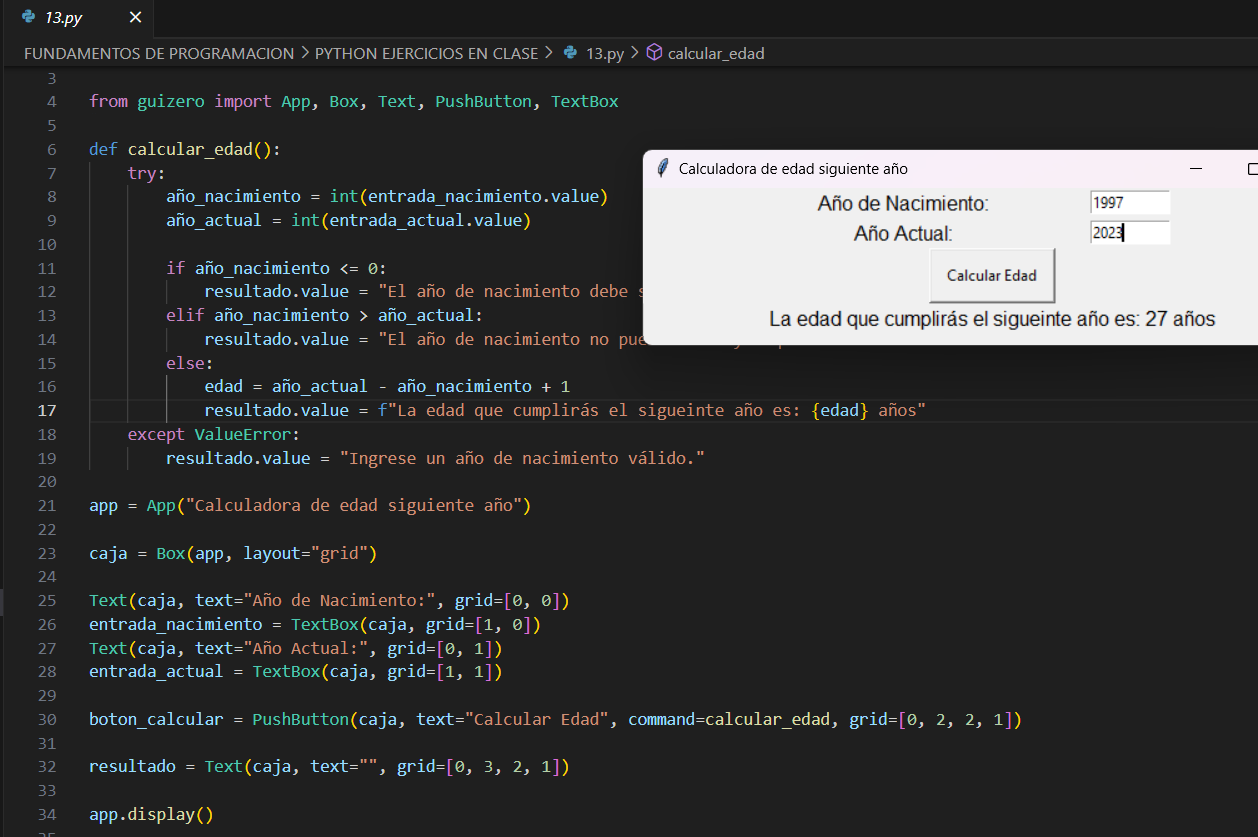 13.py
FUNDAMENTOS DE PROGRAMACION > PYTHON EJERCICIOS EN CLASE > 13.py > calcular_edad
3
4 from guizero import App, Box, Text, PushButton, TextBox
5
6 def calcular_edad():
7 try:
8 año_nacimiento = int(entrada_nacimiento.value)
9 año_actual = int(entrada_actual.value)
10
11 if año_nacimiento <= 0:
12 resultado.value = "El año de nacimiento debe
13 elif año_nacimiento > año_actual:
14 resultado.value = "El año de nacimiento no
15 else:
16 edad = año_actual - año_nacimiento + 1
17 resultado.value = f"La edad que cumplirás el sigueinte año es: {edad} años"
18 except ValueError:
19 resultado.value = "Ingrese un año de nacimiento válido."
20
21 app = App("Calculadora de edad siguiente año")
22
23 caja = Box(app, layout="grid")
24
25 Text(caja, text="Año de Nacimiento:", grid=[0, 0])
26 entrada_nacimiento = TextBox(caja, grid=[1, 0])
27 Text(caja, text="Año Actual:", grid=[0, 1])
28 entrada_actual = TextBox(caja, grid=[1, 1])
29
30 boton_calcular = PushButton(caja, text="Calcular Edad", command=calcular_edad, grid=[0, 2, 2, 1])
31
32 resultado = Text(caja, text="", grid=[0, 3, 2, 1])
33
34 app.display()
Calculadora de edad siguiente año
Año de Nacimiento: 1997
Año Actual: 2023
Calcular Edad
La edad que cumplirás el sigueinte año es: 27 años